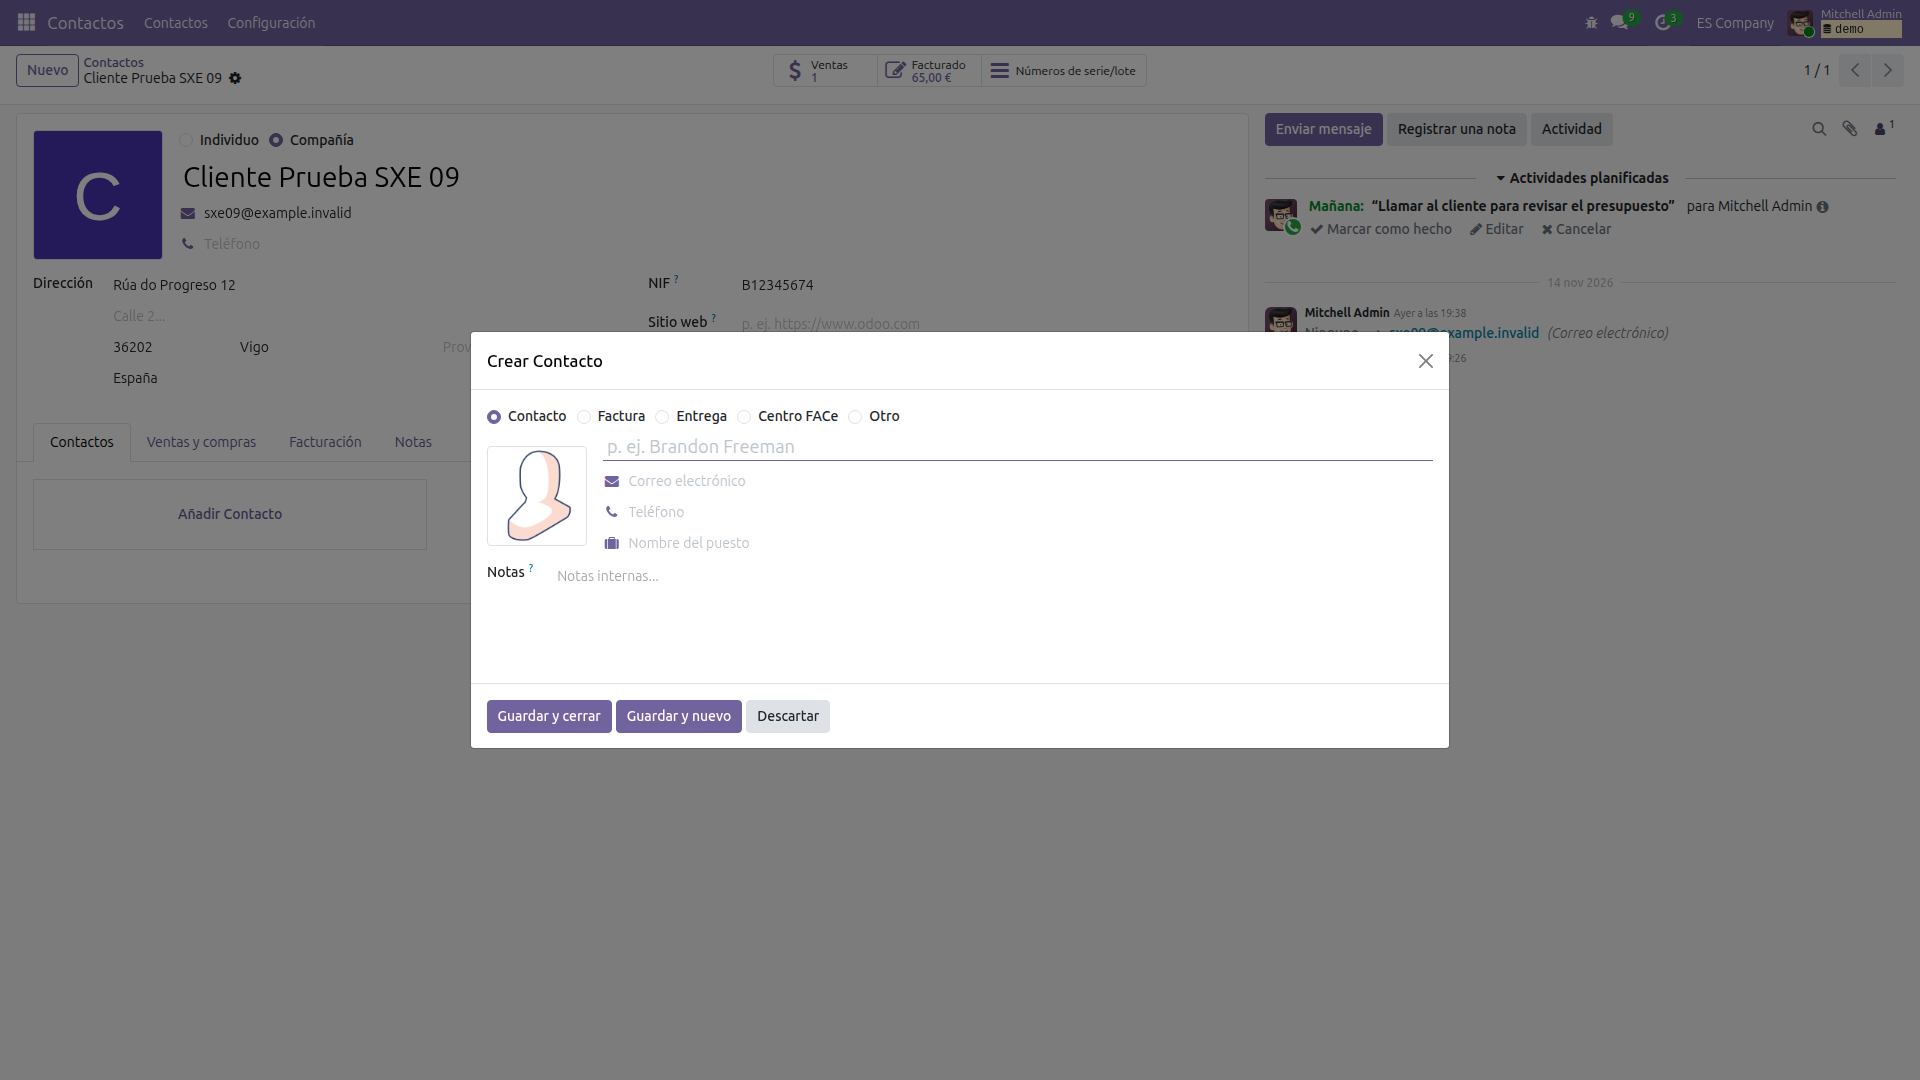 Contactos Contactos Configuración 9 3 ES Company Mitchell Admin
demo
Nuevo Contactos
Cliente Prueba SXE 09
Ventas
1
Facturado
65,00 €
Números de serie/lote
1 / 1
Individuo Compañía
Cliente Prueba SXE 09
sxe09@example.invalid
Teléfono
Dirección Rúa do Progreso 12
Calle 2...
36202 Vigo Prov
España
NIF ? B12345674
Sitio web ? p. ej. https://www.odoo.com
Contactos Ventas y compras Facturación Notas
Añadir Contacto
Enviar mensaje Registrar una nota Actividad 1
Actividades planificadas
Mañana: “Llamar al cliente para revisar el presupuesto” para Mitchell Admin
Marcar como hecho Editar Cancelar
14 nov 2026
Mitchell Admin Ayer a las 19:38
(Correo electrónico)
Crear Contacto
Contacto Factura Entrega Centro FACe Otro
p. ej. Brandon Freeman
Correo electrónico
Teléfono
Nombre del puesto
Notas ? Notas internas...
Guardar y cerrar Guardar y nuevo Descartar
C